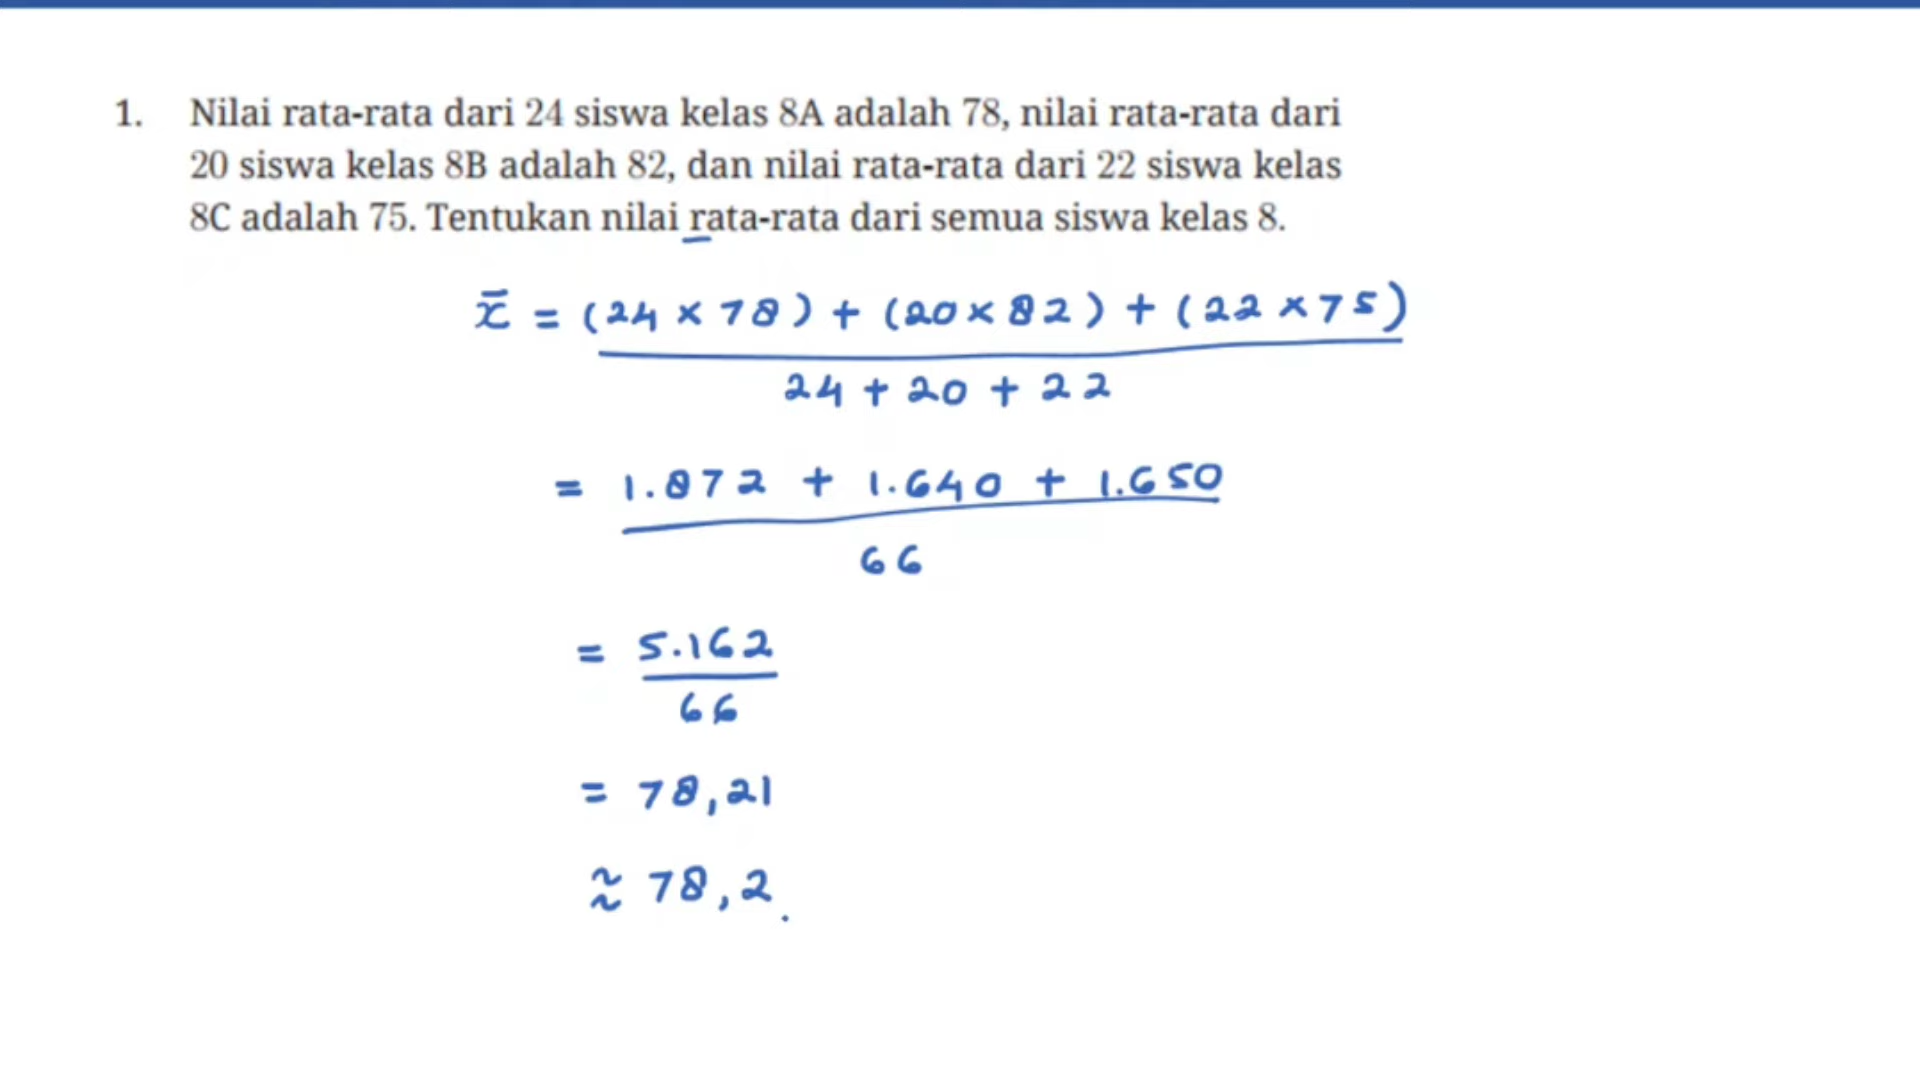 1. Nilai rata-rata dari 24 siswa kelas 8A adalah 78, nilai rata-rata dari
20 siswa kelas 8B adalah 82, dan nilai rata-rata dari 22 siswa kelas
8C adalah 75. Tentukan nilai rata-rata dari semua siswa kelas 8.
x̄ = (24 × 78) + (20 × 82) + (22 × 75)
24 + 20 + 22
= 1.872 + 1.640 + 1.650
66
= 5.162
66
= 78,21
≈ 78,2.